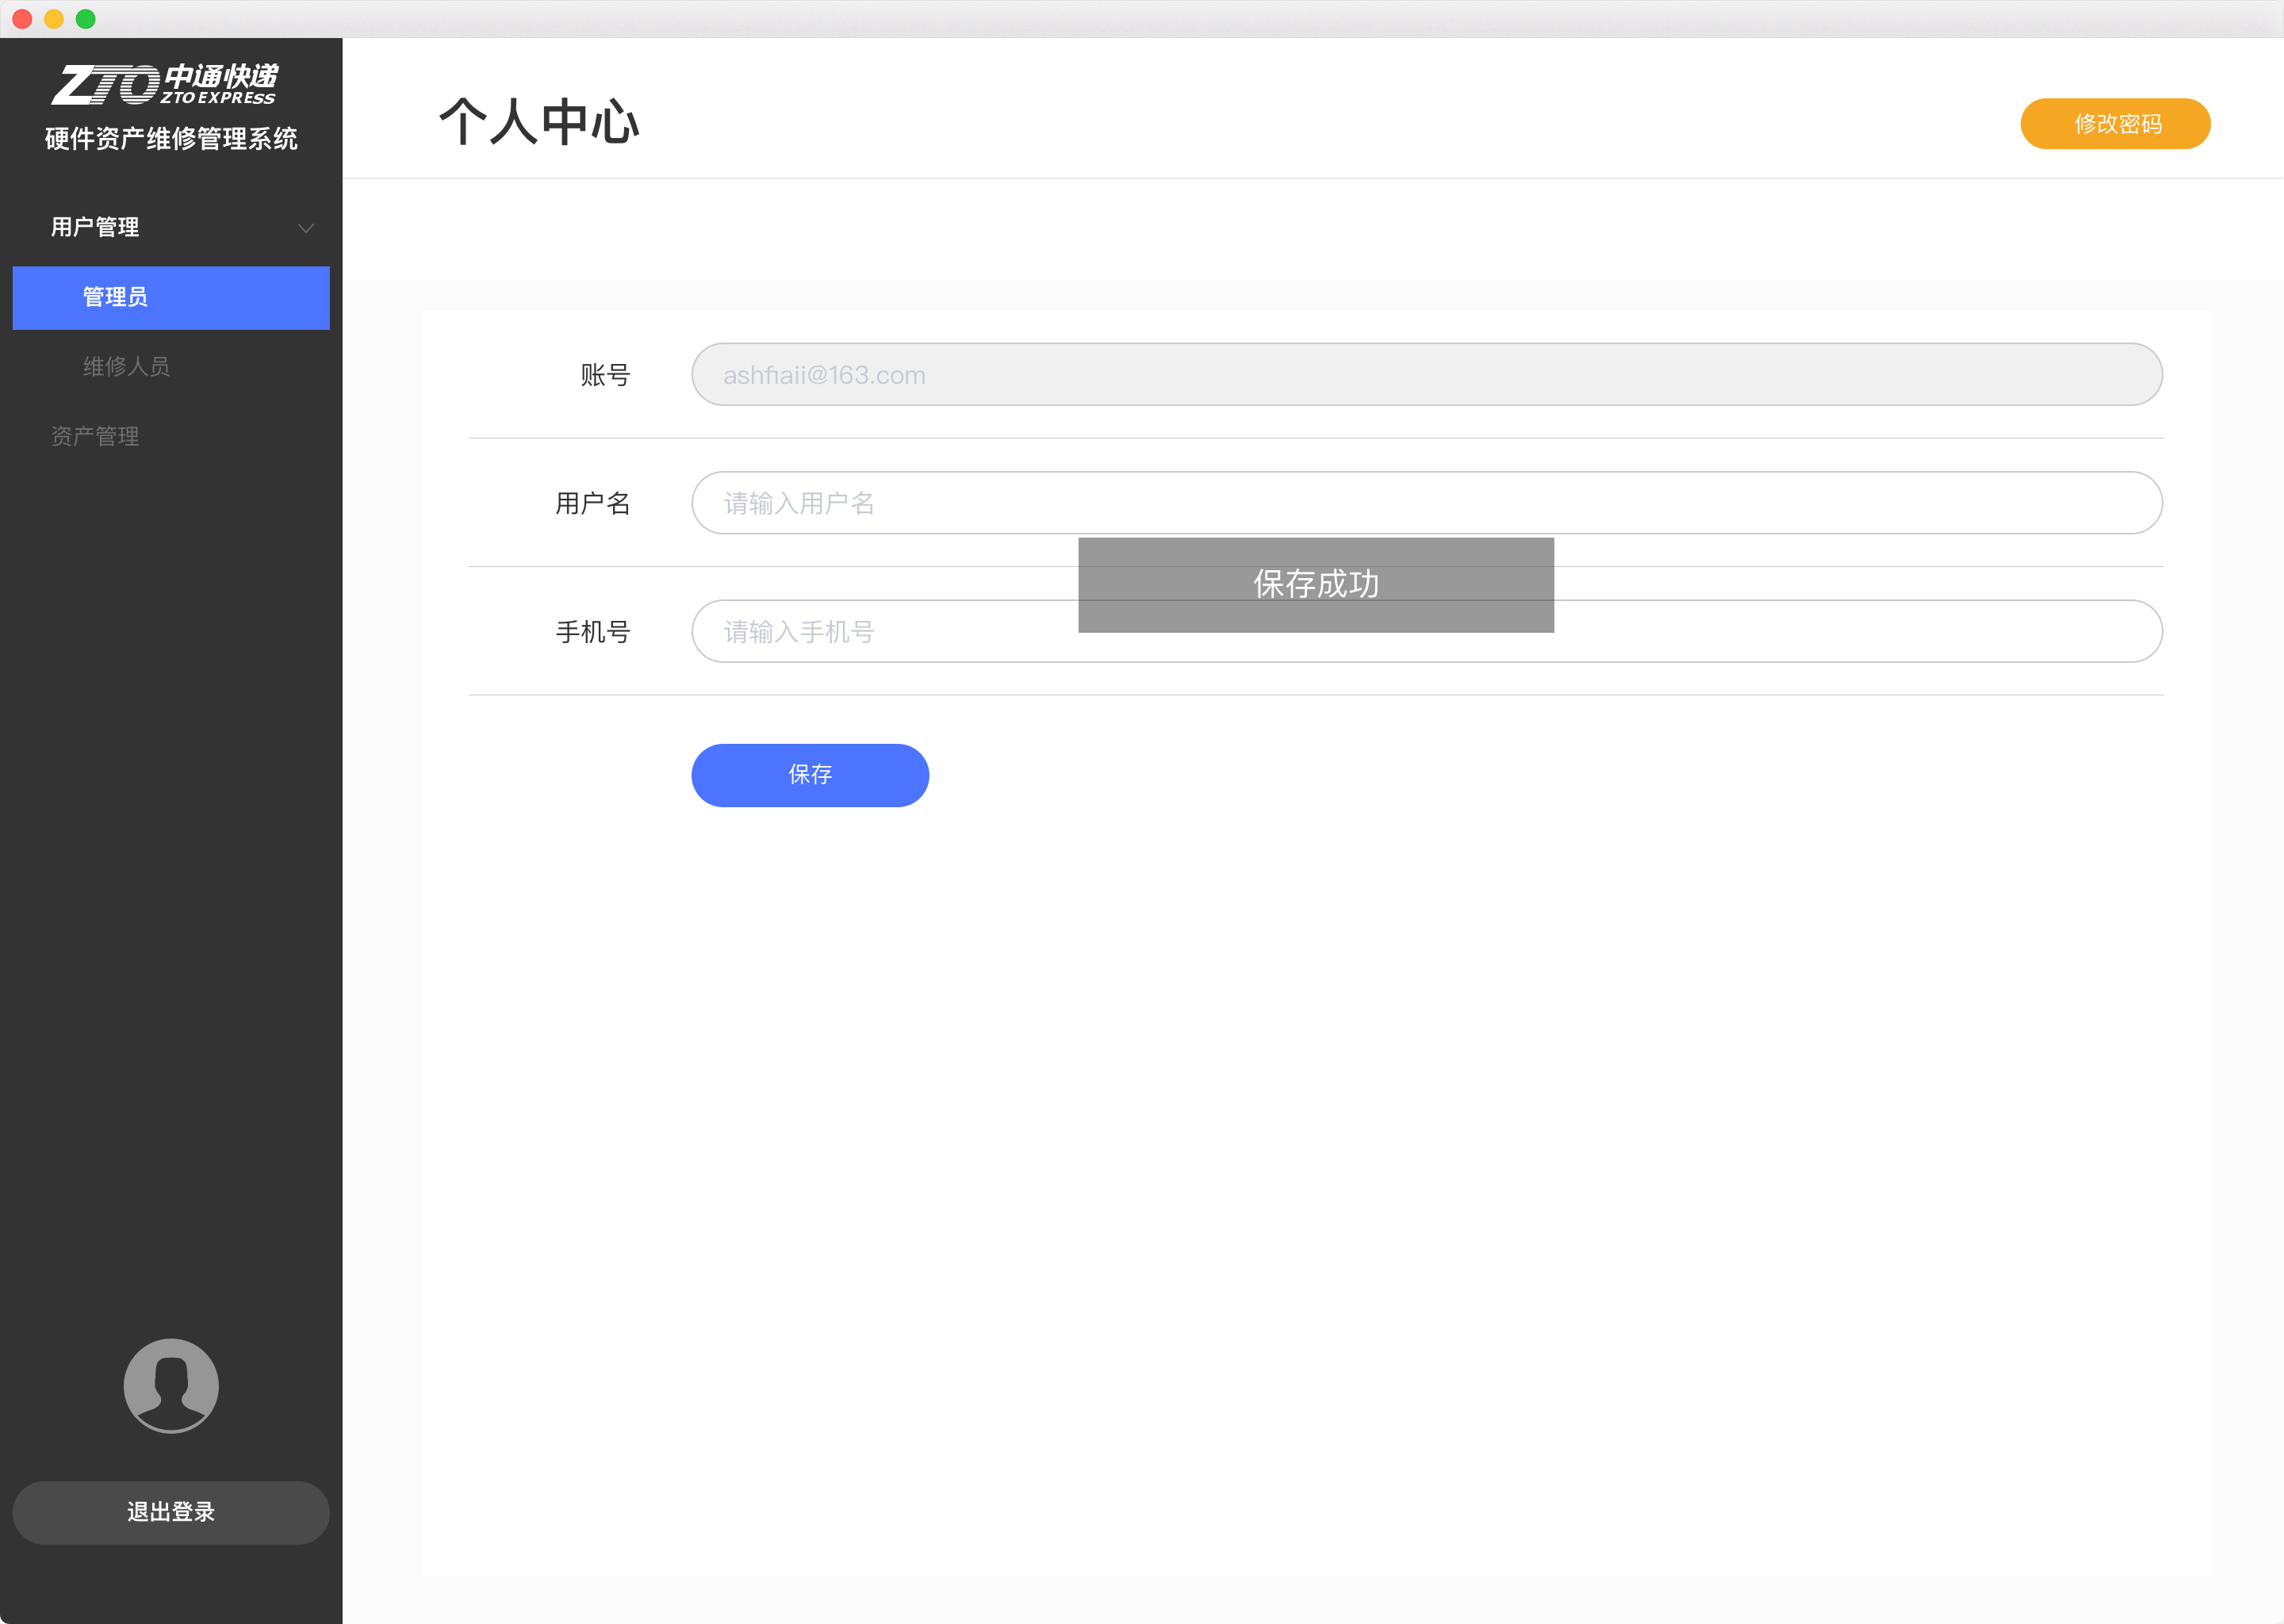 ZTO 中通快递
ZTO EXPRESS
硬件资产维修管理系统
用户管理
管理员
维修人员
资产管理
退出登录
个人中心
修改密码
账号
ashfiaii@163.com
用户名
请输入用户名
保存成功
手机号
请输入手机号
保存